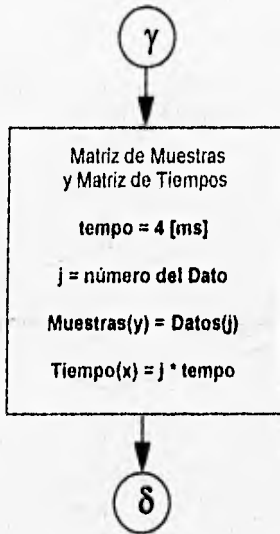 γ
Matriz de Muestras
y Matriz de Tiempos
tempo = 4 [ms]
j = número del Dato
Muestras(y) = Datos(j)
Tiempo(x) = j * tempo
δ